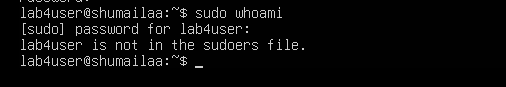 lab4user@shumailaa:~$ sudo whoami
[sudo] password for lab4user:
lab4user is not in the sudoers file.
lab4user@shumailaa:~$ _